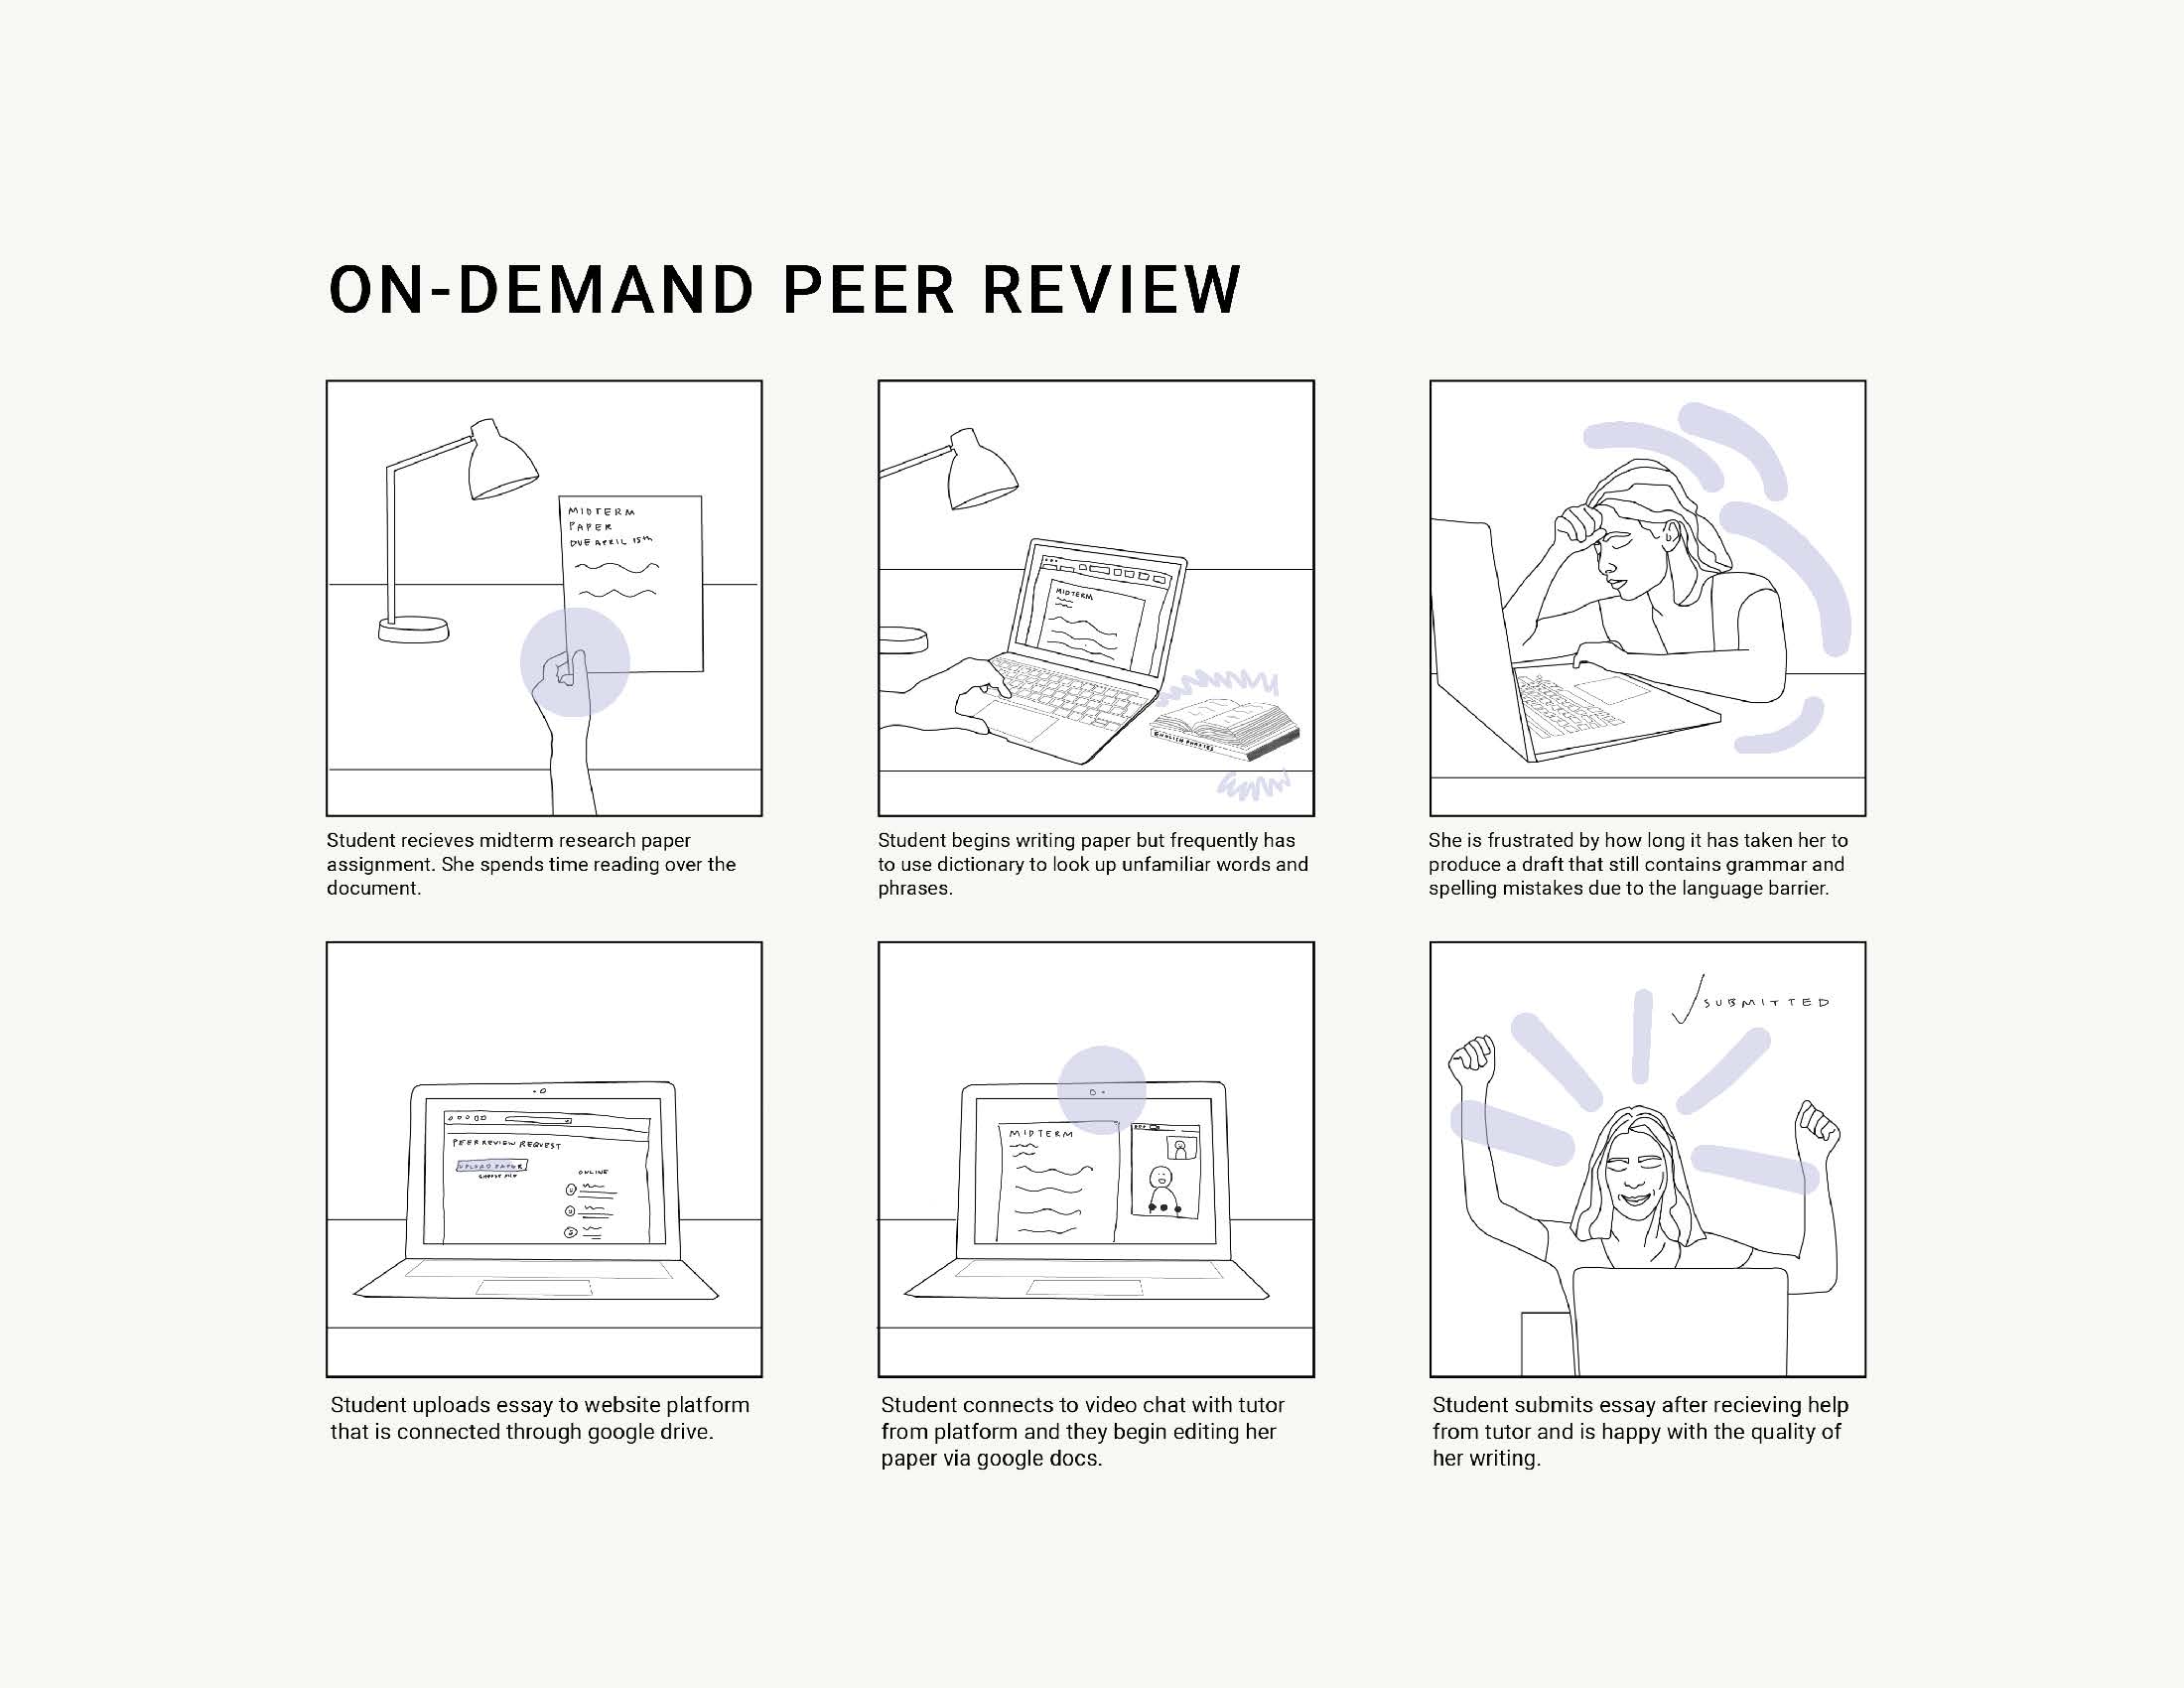 ON-DEMAND PEER REVIEW
MIDTERM
PAPER
DUE APRIL 15th
MIDTERM
ENGLISH PHRASES
Student recieves midterm research paper
assignment. She spends time reading over the
document.
Student begins writing paper but frequently has
to use dictionary to look up unfamiliar words and
phrases.
She is frustrated by how long it has taken her to
produce a draft that still contains grammar and
spelling mistakes due to the language barrier.
PEER REVIEW REQUEST
UPLOAD PAPER
CHOOSE FILE
ONLINE
MIDTERM
SUBMITTED
Student uploads essay to website platform
that is connected through google drive.
Student connects to video chat with tutor
from platform and they begin editing her
paper via google docs.
Student submits essay after recieving help
from tutor and is happy with the quality of
her writing.